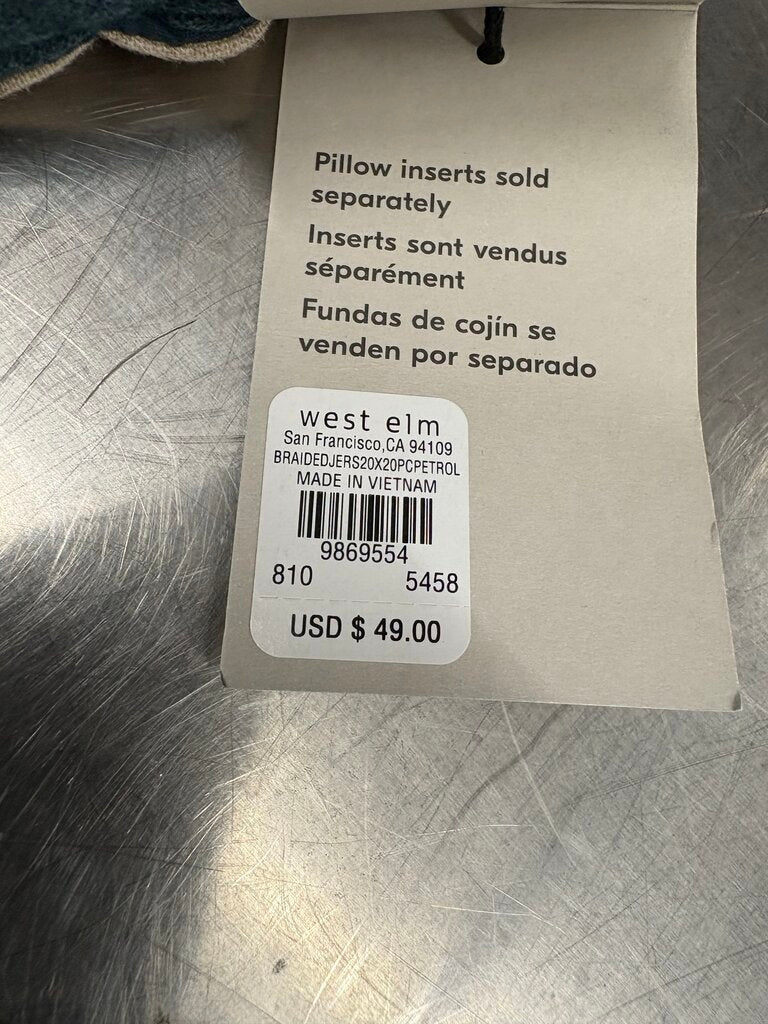 Pillow inserts sold
separately
Inserts sont vendus
séparément
Fundas de cojín se
venden por separado
west elm
San Francisco,CA 94109
BRAIDEDJERS20X20PCPETROL
MADE IN VIETNAM
9869554
810 5458
USD $ 49.00